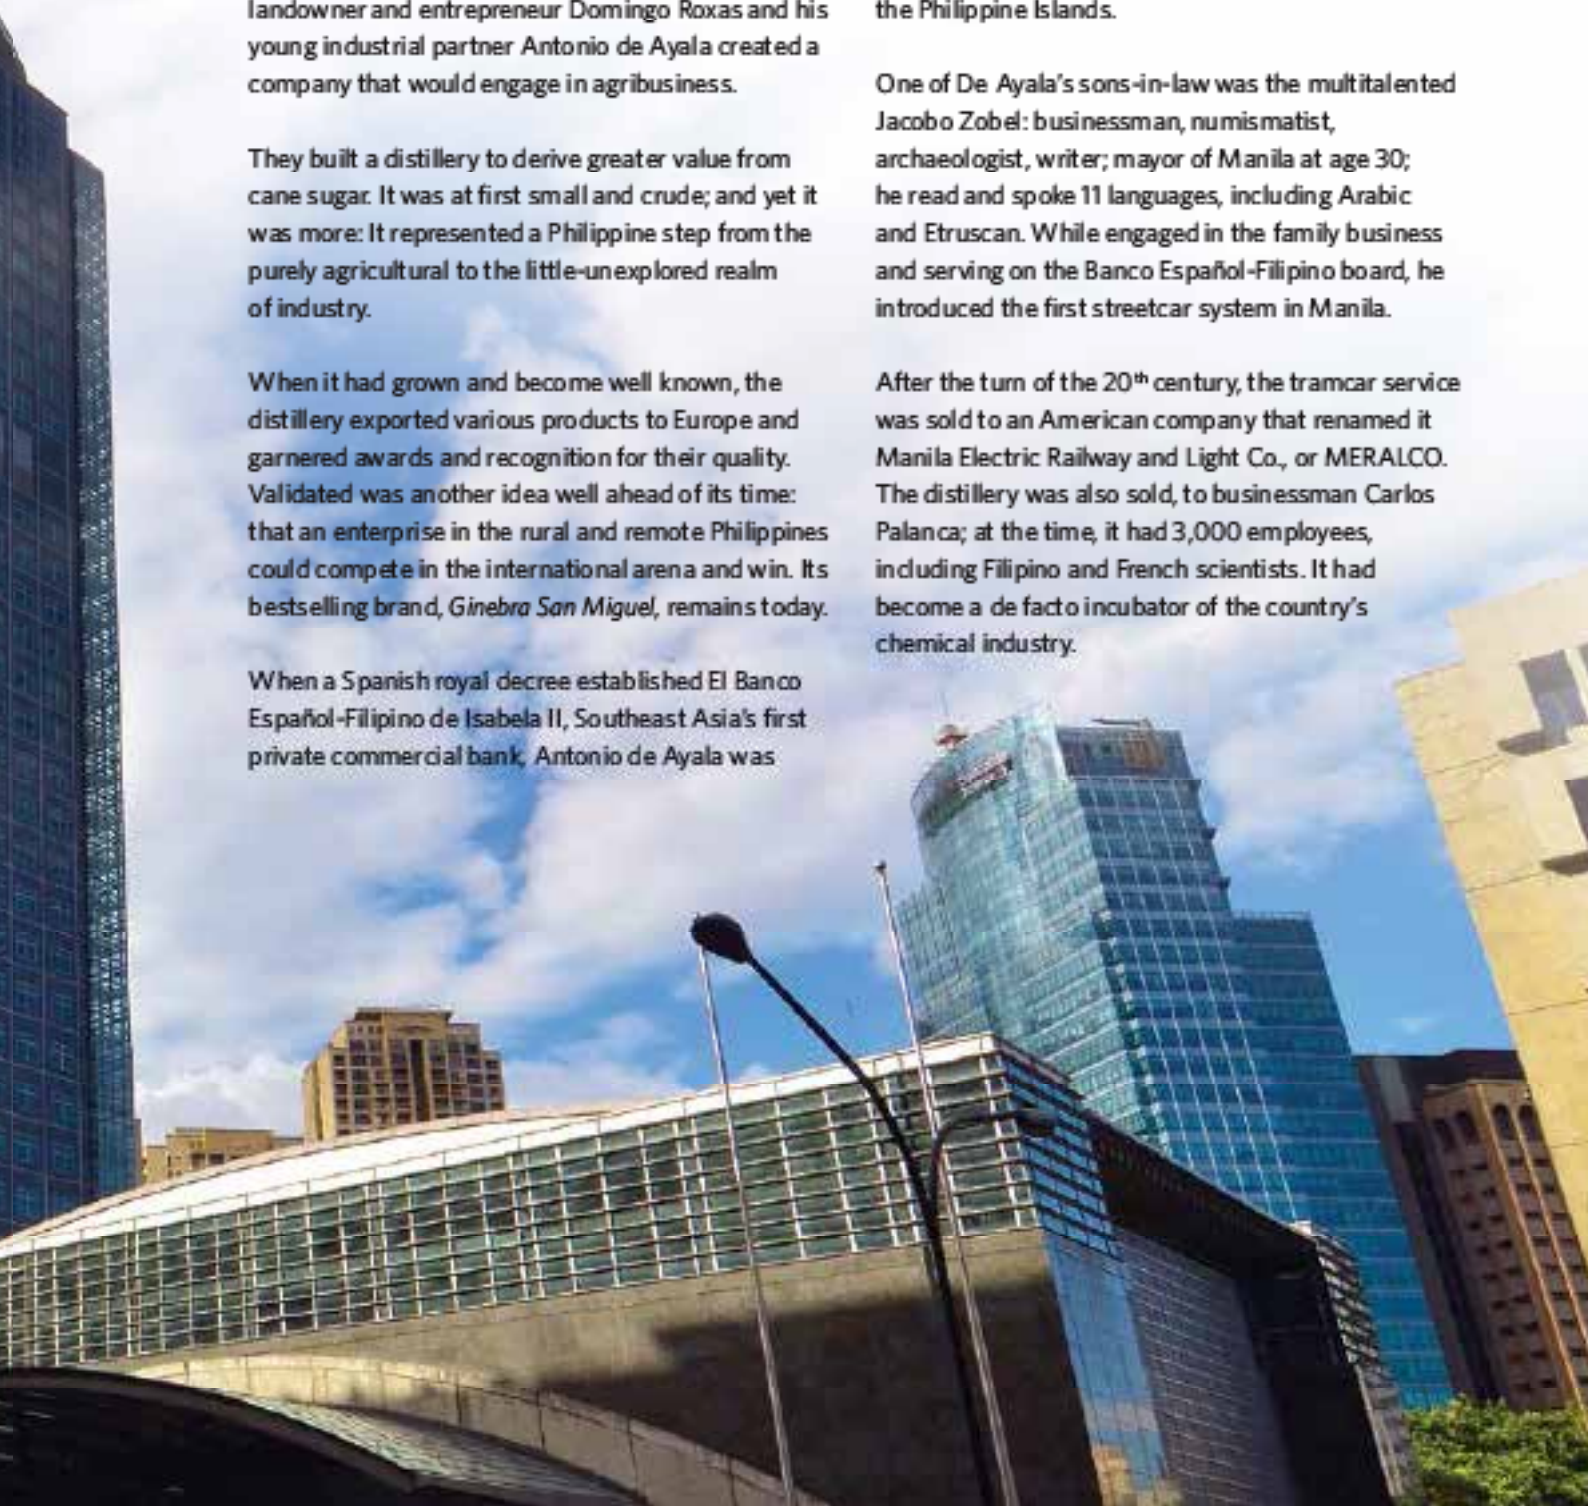 landowner and entrepreneur Domingo Roxas and his
young industrial partner Antonio de Ayala created a
company that would engage in agribusiness.
They built a distillery to derive greater value from
cane sugar. It was at first small and crude; and yet it
was more: It represented a Philippine step from the
purely agricultural to the little-unexplored realm
of industry.
When it had grown and become well known, the
distillery exported various products to Europe and
garnered awards and recognition for their quality.
Validated was another idea well ahead of its time:
that an enterprise in the rural and remote Philippines
could compete in the international arena and win. Its
bestselling brand, Ginebra San Miguel, remains today.
When a Spanish royal decree established El Banco
Español-Filipino de Isabela II, Southeast Asia's first
private commercial bank, Antonio de Ayala was
the Philippine Islands.
One of De Ayala's sons-in-law was the multitalented
Jacobo Zobel: businessman, numismatist,
archaeologist, writer; mayor of Manila at age 30;
he read and spoke 11 languages, including Arabic
and Etruscan. While engaged in the family business
and serving on the Banco Español-Filipino board, he
introduced the first streetcar system in Manila.
After the turn of the 20th century, the tramcar service
was sold to an American company that renamed it
Manila Electric Railway and Light Co., or MERALCO.
The distillery was also sold, to businessman Carlos
Palanca; at the time, it had 3,000 employees,
including Filipino and French scientists. It had
become a de facto incubator of the country's
chemical industry.